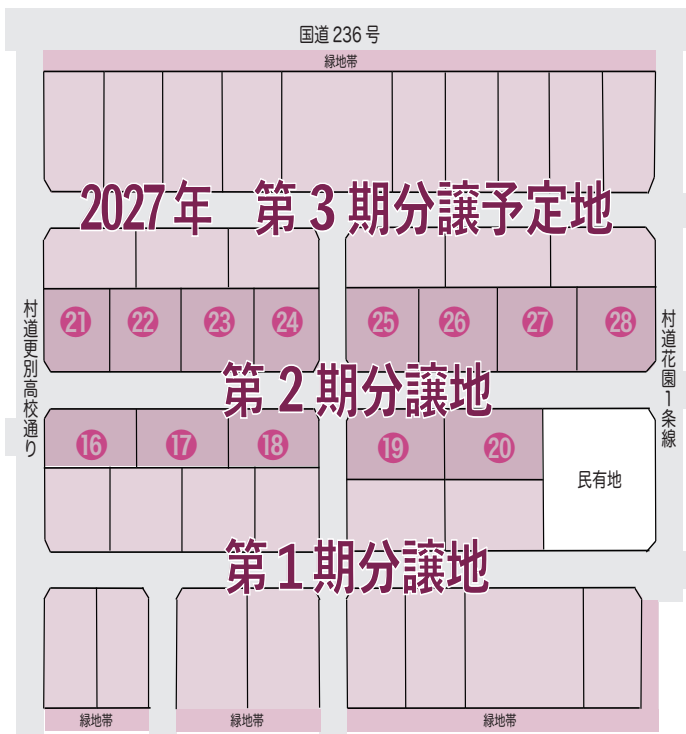 国道236号
緑地帯
2027年　第3期分譲予定地
㉑ ㉒ ㉓ ㉔ ㉕ ㉖ ㉗ ㉘
村道更別高校通り
村道花園1条線
第2期分譲地
⑯ ⑰ ⑱ ⑲ ⑳
民有地
第1期分譲地
緑地帯 緑地帯 緑地帯